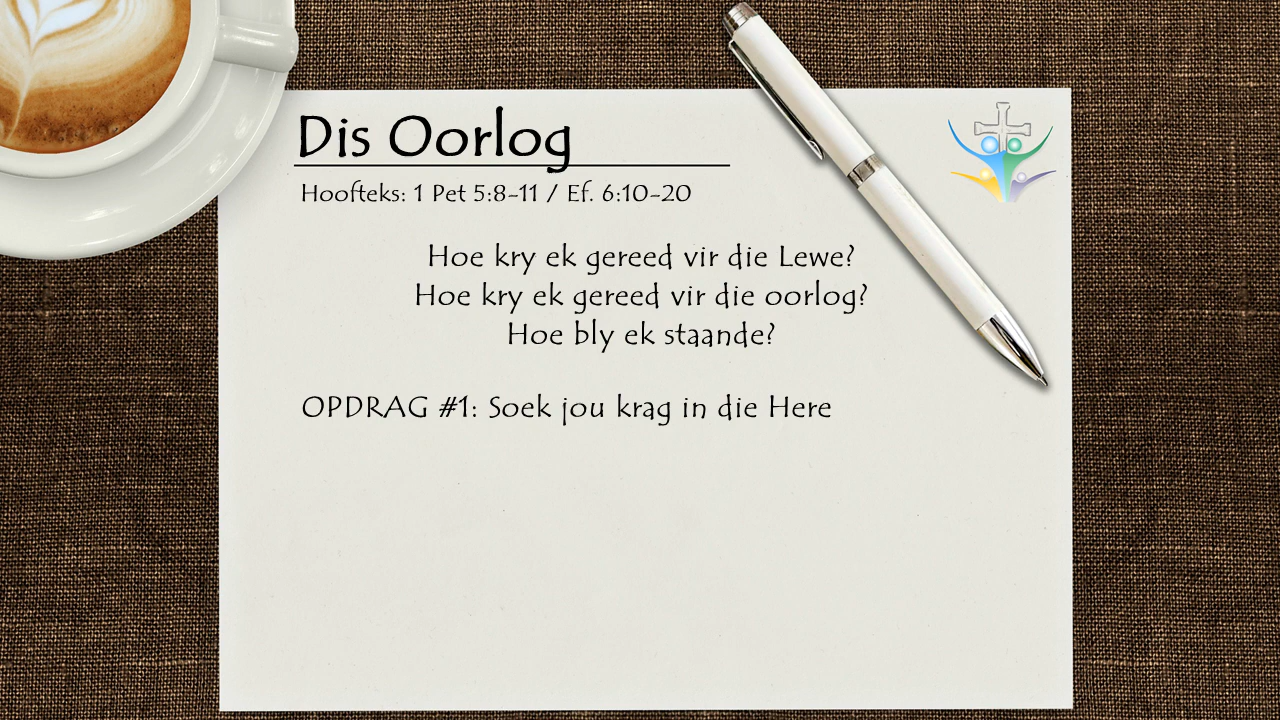 Dis Oorlog
Hoofteks: 1 Pet 5:8-11 / Ef. 6:10-20
Hoe kry ek gereed vir die Lewe?
Hoe kry ek gereed vir die oorlog?
Hoe bly ek staande?
OPDRAG #1: Soek jou krag in die Here